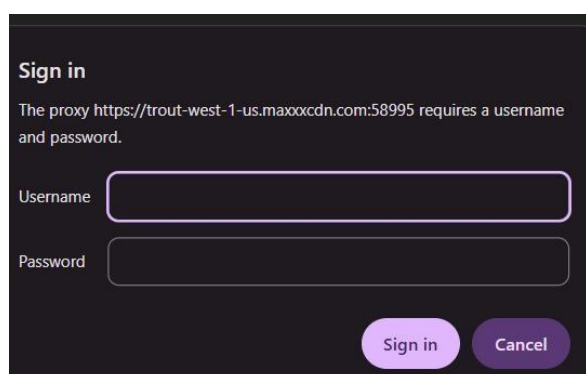 Sign in
The proxy https://trout-west-1-us.maxxxcdn.com:58995 requires a username
and password.
Username
Password
Sign in
Cancel